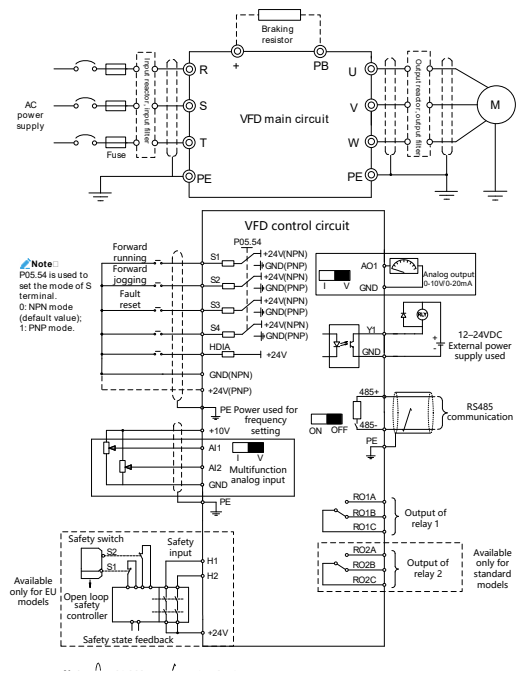 Braking
resistor
+
PB
R
Input reactor, input filter
U
Output reactor, output filter
S
V
M
AC
power
supply
VFD main circuit
T
W
Fuse
PE
PE
VFD control circuit
P05.54
Note
P05.54 is used to
set the mode of S
terminal.
0: NPN mode
(default value);
1: PNP mode.
Forward
running
S1
+24V(NPN)
GND(PNP)
Forward
jogging
S2
+24V(NPN)
GND(PNP)
Fault
reset
S3
+24V(NPN)
GND(PNP)
S4
+24V(NPN)
GND(PNP)
HDIA
+24V
GND(NPN)
+24V(PNP)
PE
AO1
I V
Analog output
0-10V/0-20mA
GND
Y1
RLY
+
-
GND
12–24VDC
External power
supply used
485+
485-
ON OFF
PE
RS485
communication
Power used for
frequency
setting
+10V
AI1
I V
AI2
Multifunction
analog input
GND
PE
RO1A
RO1B
RO1C
Output of
relay 1
RO2A
RO2B
RO2C
Output of
relay 2
Available
only for
standard
models
Safety switch
Safety
input
S2
S1
H1
H2
Available
only for EU
models
Open loop
safety
controller
+24V
Safety state feedback